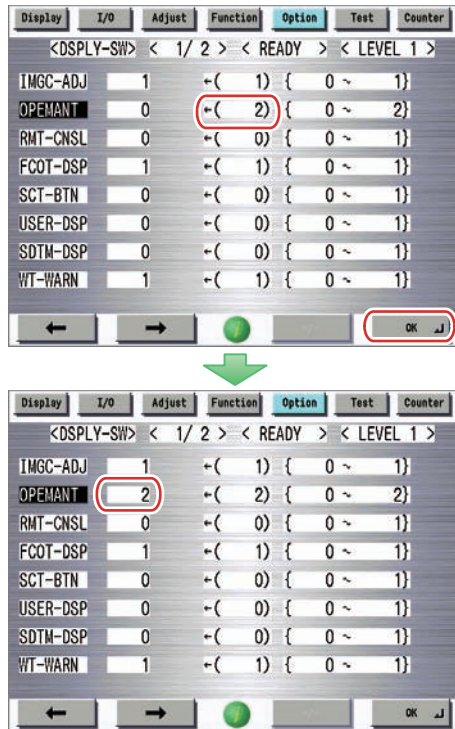 Display I/O Adjust Function Option Test Counter
<DSPLY-SW> < 1/ 2 > < READY > < LEVEL 1 >
IMGC-ADJ 1 ←( 1) { 0 ~ 1}
OPEMANT 0 ←( 2) { 0 ~ 2}
RMT-CNSL 0 ←( 0) { 0 ~ 1}
FCOT-DSP 1 ←( 1) { 0 ~ 1}
SCT-BTN 0 ←( 0) { 0 ~ 1}
USER-DSP 0 ←( 0) { 0 ~ 1}
SDTM-DSP 0 ←( 0) { 0 ~ 1}
WT-WARN 1 ←( 1) { 0 ~ 1}
← → OK
Display I/O Adjust Function Option Test Counter
<DSPLY-SW> < 1/ 2 > < READY > < LEVEL 1 >
IMGC-ADJ 1 ←( 1) { 0 ~ 1}
OPEMANT 2 ←( 2) { 0 ~ 2}
RMT-CNSL 0 ←( 0) { 0 ~ 1}
FCOT-DSP 1 ←( 1) { 0 ~ 1}
SCT-BTN 0 ←( 0) { 0 ~ 1}
USER-DSP 0 ←( 0) { 0 ~ 1}
SDTM-DSP 0 ←( 0) { 0 ~ 1}
WT-WARN 1 ←( 1) { 0 ~ 1}
← → OK